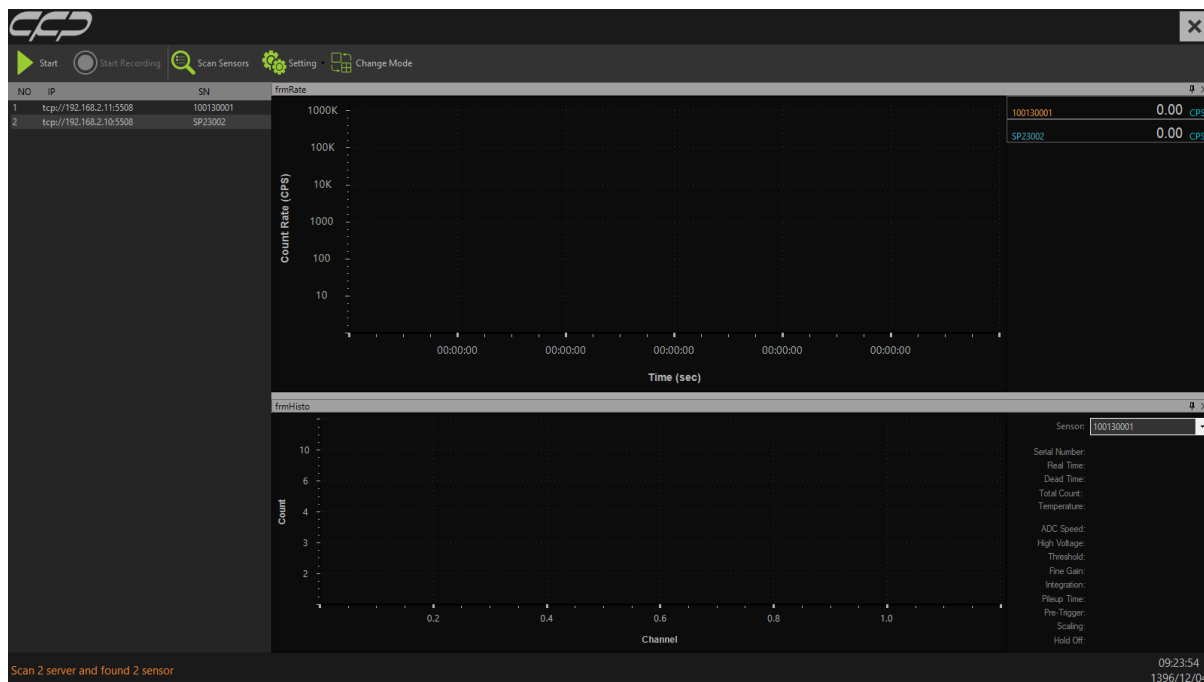 Start
Start Recording
Scan Sensors
Setting
Change Mode
NO IP SN
1 tcp://192.168.2.11:5508 100130001
2 tcp://192.168.2.10:5508 SP23002
frmRate
1000K
100K
10K
1000
100
10
Count Rate (CPS)
00:00:00 00:00:00 00:00:00 00:00:00 00:00:00
Time (sec)
100130001 0.00 CPS
SP23002 0.00 CPS
frmHisto
10
6
4
3
2
Count
0.2 0.4 0.6 0.8 1.0
Channel
Sensor: 100130001
Serial Number:
Real Time:
Dead Time:
Total Count:
Temperature:
ADC Speed:
High Voltage:
Threshold:
Fine Gain:
Integration:
Pileup Time:
Pre-Trigger:
Scaling:
Hold Off:
Scan 2 server and found 2 sensor
09:23:54